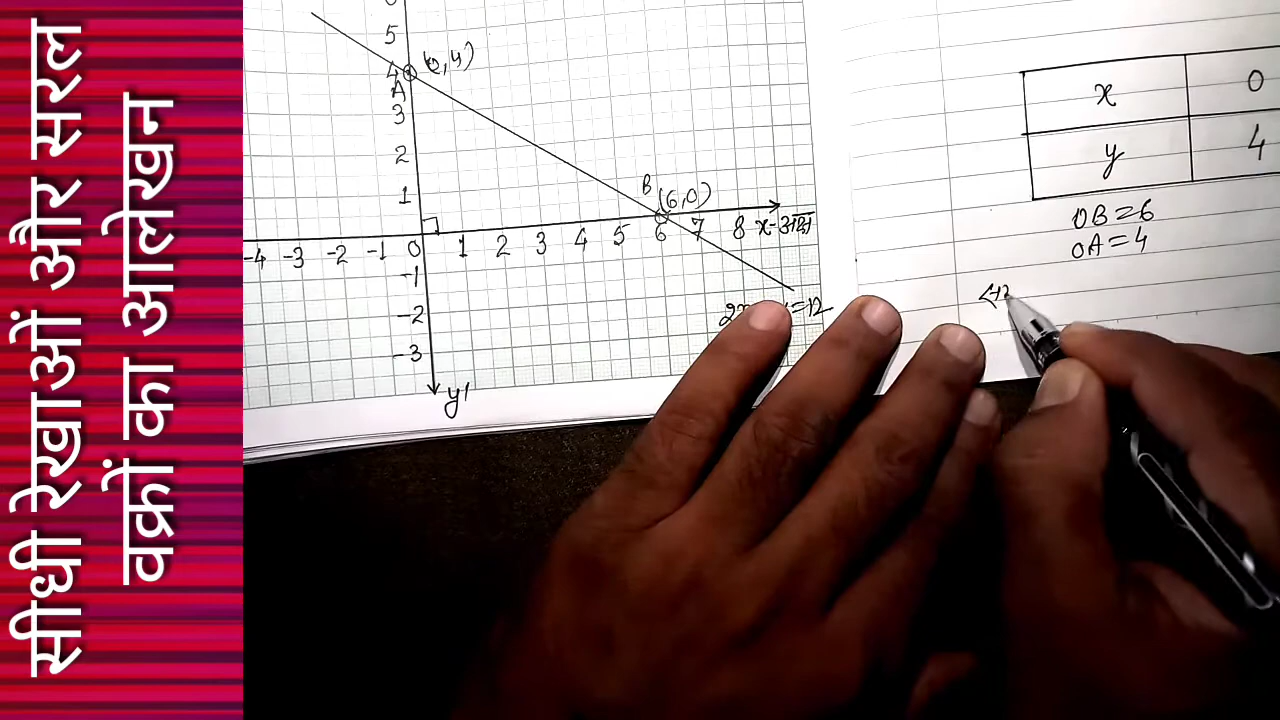 सीधी रेखाओं और सरल
वक्रों का आलेखन
5
4
A
(0,4)
3
2
1
B
(6,0)
-4 -3 -2 -1 0 1 2 3 4 5 6 7 8 x-अक्ष
-1
-2
-3
y'
=12
x 0
y 4
OB=6
OA=4